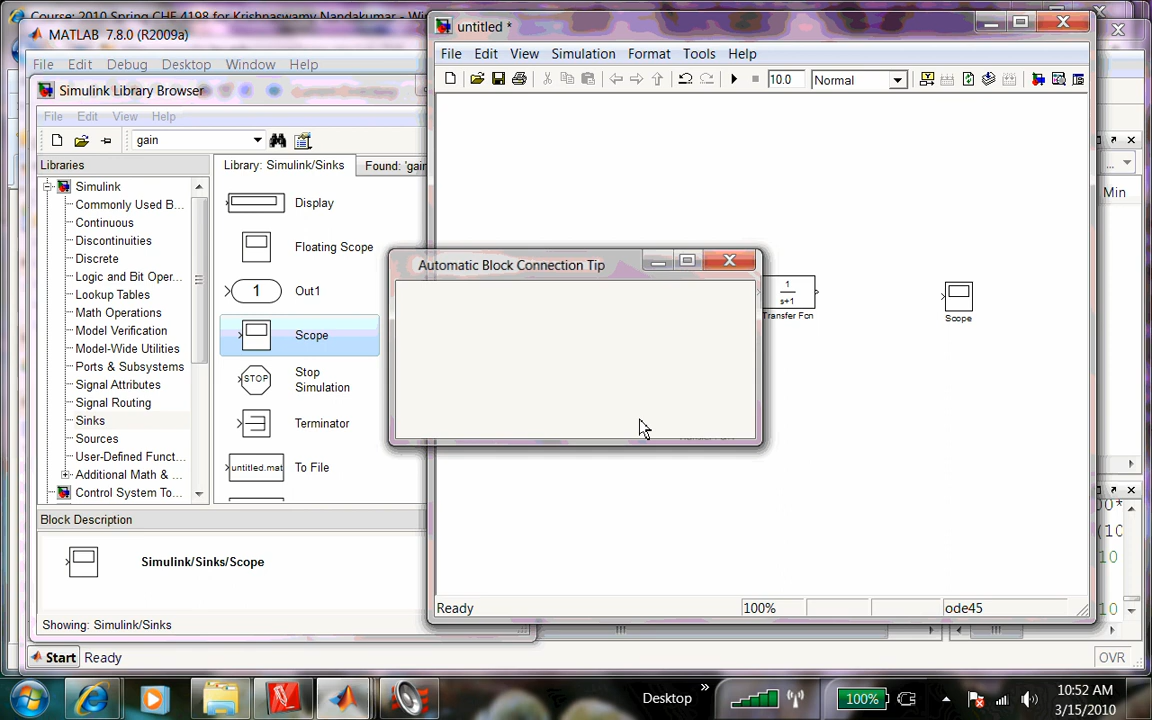 Course: 2010 Spring CHE 4198 for Krishnaswamy Nandakumar - Wi
MATLAB 7.8.0 (R2009a)
File Edit Debug Desktop Window Help
Simulink Library Browser
File Edit View Help
gain
Libraries
Simulink
Commonly Used B...
Continuous
Discontinuities
Discrete
Logic and Bit Oper...
Lookup Tables
Math Operations
Model Verification
Model-Wide Utilities
Ports & Subsystems
Signal Attributes
Signal Routing
Sinks
Sources
User-Defined Funct...
Additional Math & ...
Control System To...
Library: Simulink/Sinks
Found: 'gain
Display
Floating Scope
1
Out1
Scope
STOP
Stop
Simulation
Terminator
untitled.mat
To File
Block Description
Simulink/Sinks/Scope
Showing: Simulink/Sinks
untitled *
File Edit View Simulation Format Tools Help
10.0
Normal
Automatic Block Connection Tip
1
s+1
Transfer Fcn
Scope
Ready
100%
ode45
...
Min
00*
(10
10
10
Start
Ready
OVR
Desktop
»
100%
10:52 AM
3/15/2010